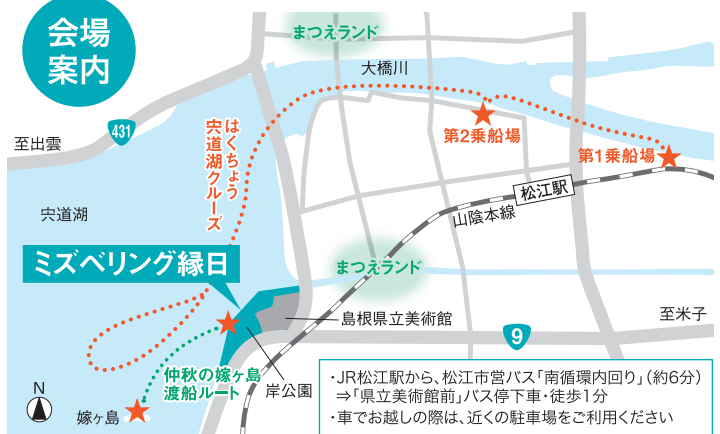 会場
案内
まつえランド
大橋川
431
至出雲
はくちょう
宍道湖クルーズ
第2乗船場
第1乗船場
松江駅
山陰本線
宍道湖
ミズベリング縁日
まつえランド
島根県立美術館
至米子
9
仲秋の嫁ヶ島
渡船ルート
岸公園
N
嫁ヶ島
・JR松江駅から、松江市営バス「南循環内回り」(約6分)
⇒「県立美術館前」バス停下車・徒歩1分
・車でお越しの際は、近くの駐車場をご利用ください